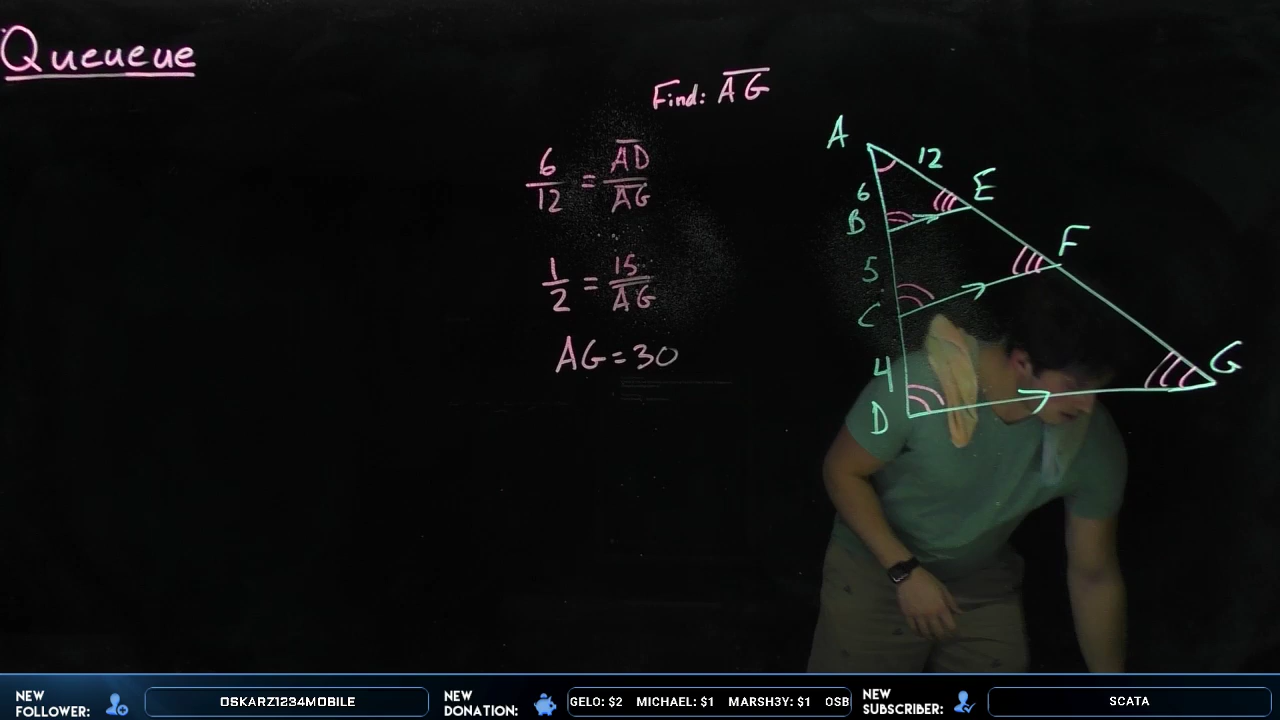 Queueue
Find: AG
6/12 = AD/AG
1/2 = 15/AG
AG = 30
A
12
E
6
B
F
5
C
4
G
D
NEW FOLLOWER:
OSKARZ1234MOBILE
NEW DONATION:
GELO: $2 MICHAEL: $1 MARSH3Y: $1 OSB
NEW SUBSCRIBER:
SCATA